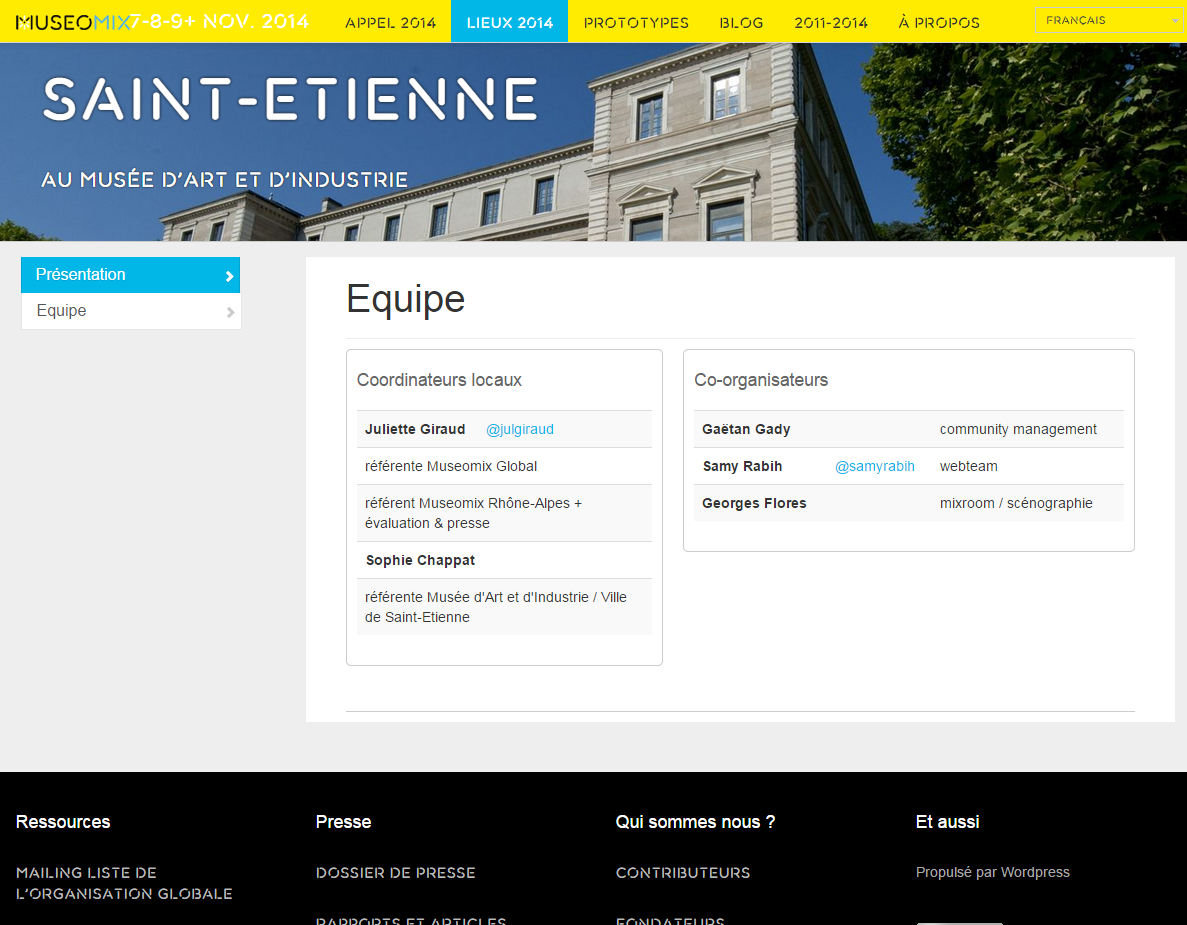 MUSEOMIX 7-8-9+ NOV. 2014 APPEL 2014 LIEUX 2014 PROTOTYPES BLOG 2011-2014 À PROPOS FRANÇAIS
SAINT-ETIENNE
AU MUSÉE D'ART ET D'INDUSTRIE
Présentation
Equipe
Equipe
Coordinateurs locaux
Juliette Giraud @julgiraud
référente Museomix Global
référent Museomix Rhône-Alpes +
évaluation & presse
Sophie Chappat
référente Musée d'Art et d'Industrie / Ville
de Saint-Etienne
Co-organisateurs
Gaëtan Gady community management
Samy Rabih @samyrabih webteam
Georges Flores mixroom / scénographie
Ressources
MAILING LISTE DE
L'ORGANISATION GLOBALE
Presse
DOSSIER DE PRESSE
RAPPORTS ET ARTICLES
Qui sommes nous ?
CONTRIBUTEURS
FONDATEURS
Et aussi
Propulsé par Wordpress